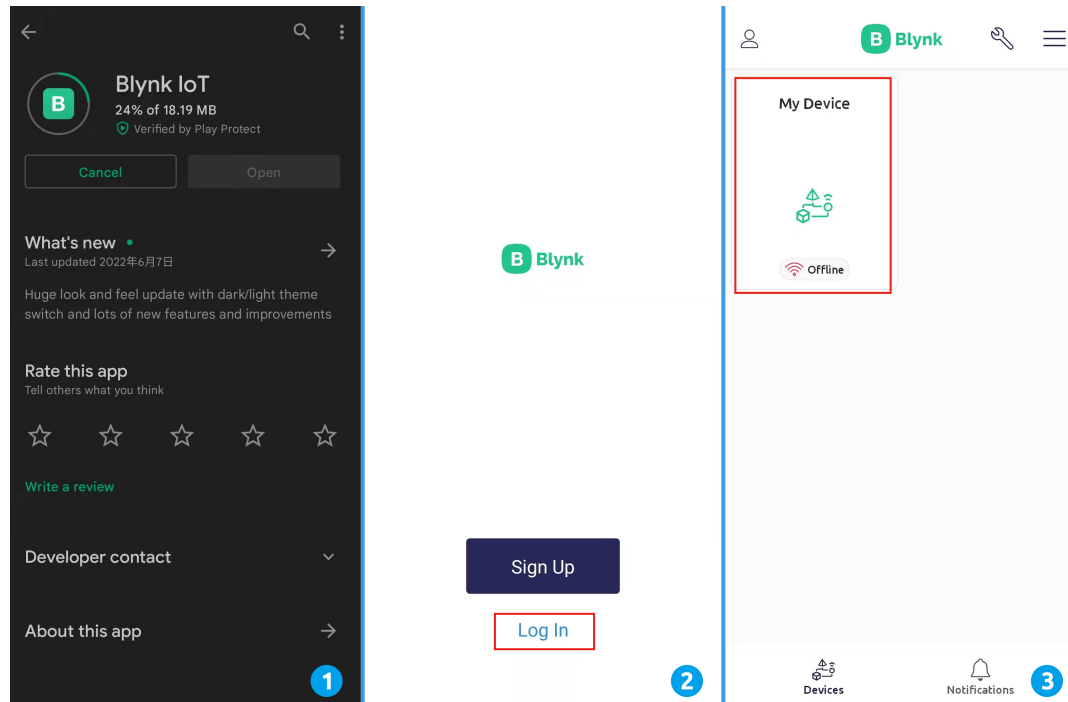 B
Blynk IoT
24% of 18.19 MB
Verified by Play Protect
Cancel
Open
What's new
Last updated 2022年6月7日
Huge look and feel update with dark/light theme
switch and lots of new features and improvements
Rate this app
Tell others what you think
Write a review
Developer contact
About this app
1
B Blynk
Sign Up
Log In
2
B Blynk
My Device
Offline
Devices
Notifications
3